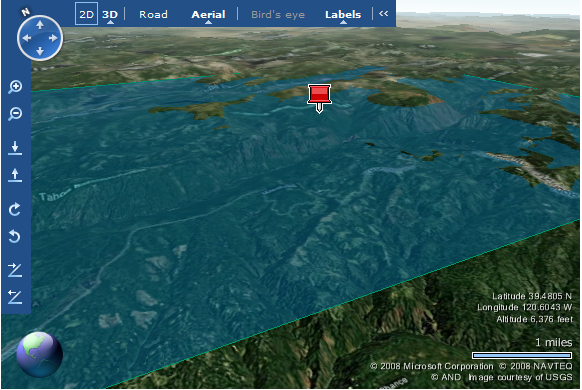 2D 3D Road Aerial Bird's eye Labels <<
N
Tahoe
Latitude 39.4805 N
Longitude 120.6043 W
Altitude 6,376 feet
1 miles
© 2008 Microsoft Corporation © 2008 NAVTEQ
© AND Image courtesy of USGS